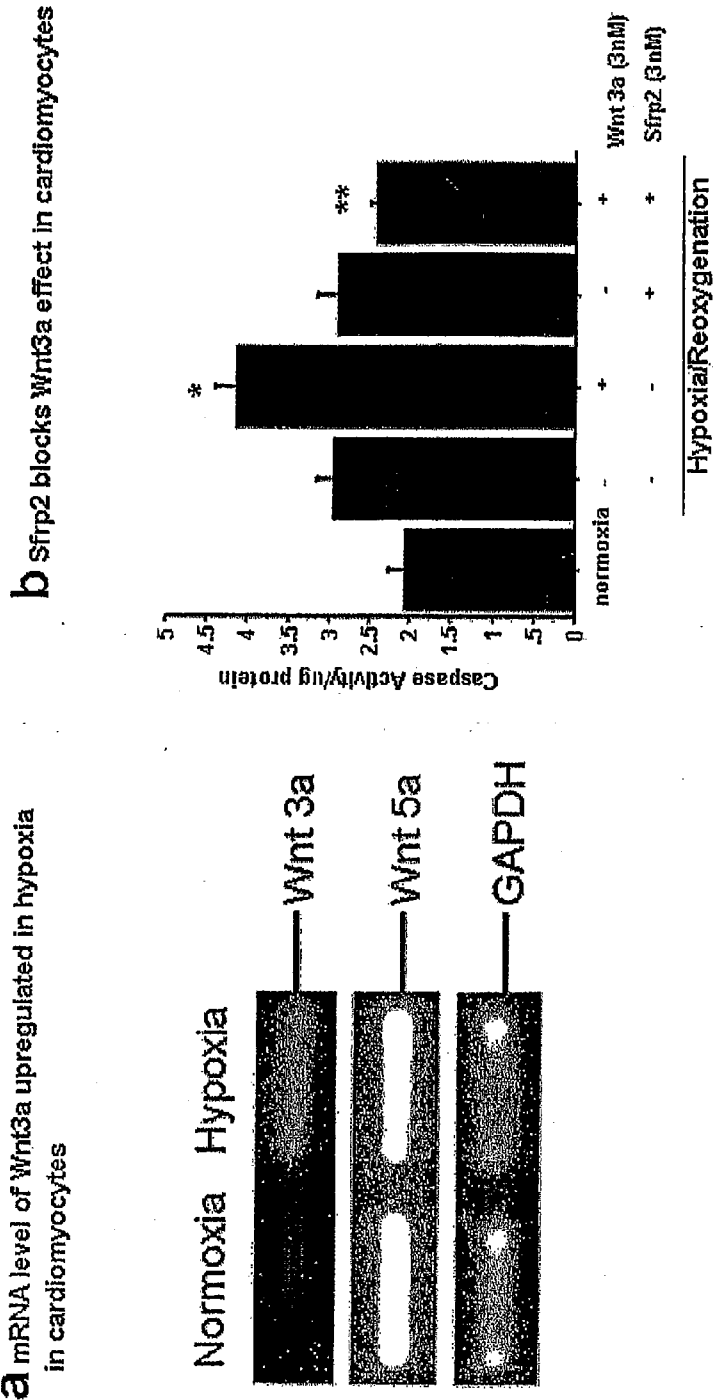 a mRNA level of Wnt3a upregulated in hypoxia
in cardiomyocytes
Normoxia Hypoxia
Wnt 3a
Wnt 5a
GAPDH
b Sfrp2 blocks Wnt3a effect in cardiomyocytes
Caspase Activity/ug protein
5
4.5
4
3.5
3
2.5
2
1.5
1
.5
0
* **
normoxia - + - + Wnt 3a (3nM)
- - + + Sfrp2 (3nM)
Hypoxia/Reoxygenation